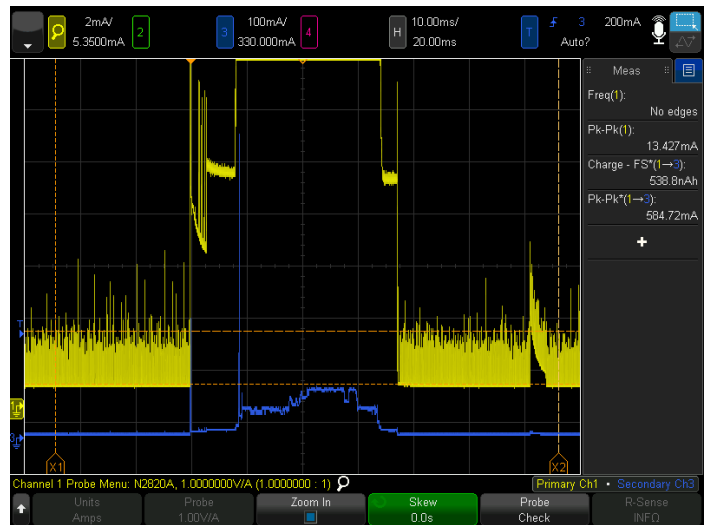 2mA/
5.3500mA
2
3
100mA/
330.000mA
4
H
10.00ms/
20.00ms
T
3
200mA
Auto?
Meas
Freq(1):
No edges
Pk-Pk(1):
13.427mA
Charge - FS*(1→3):
538.8nAh
Pk-Pk*(1→3):
584.72mA
+
T
1
3
X1
X2
Channel 1 Probe Menu: N2820A, 1.0000000V/A (1.0000000 : 1)
Primary Ch1 • Secondary Ch3
Units
Amps
Probe
1.00V/A
Zoom In
Skew
0.0s
Probe
Check
R-Sense
INFΩ